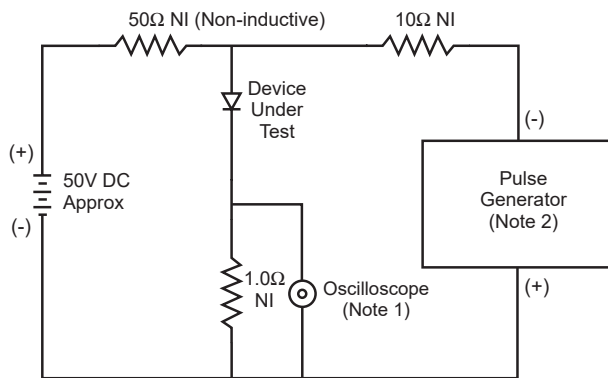 50Ω NI (Non-inductive)
10Ω NI
Device
Under
Test
(-)
(+)
50V DC
Approx
(-)
Pulse
Generator
(Note 2)
1.0Ω
NI
Oscilloscope
(Note 1)
(+)